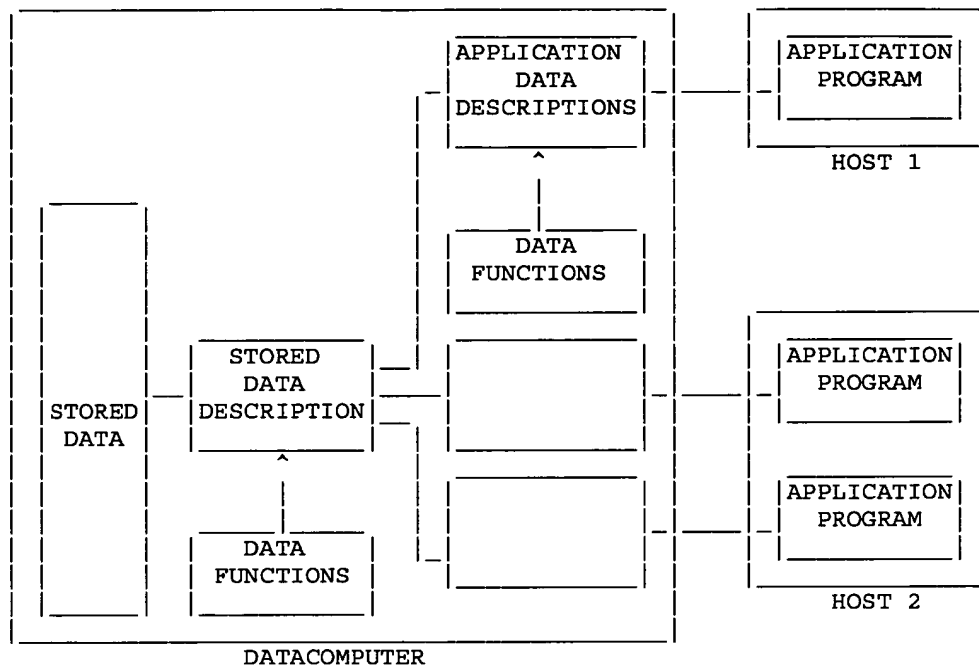 APPLICATION
DATA
DESCRIPTIONS
APPLICATION
PROGRAM
HOST 1
DATA
FUNCTIONS
STORED
DATA
STORED
DATA
DESCRIPTION
APPLICATION
PROGRAM
APPLICATION
PROGRAM
DATA
FUNCTIONS
HOST 2
DATACOMPUTER